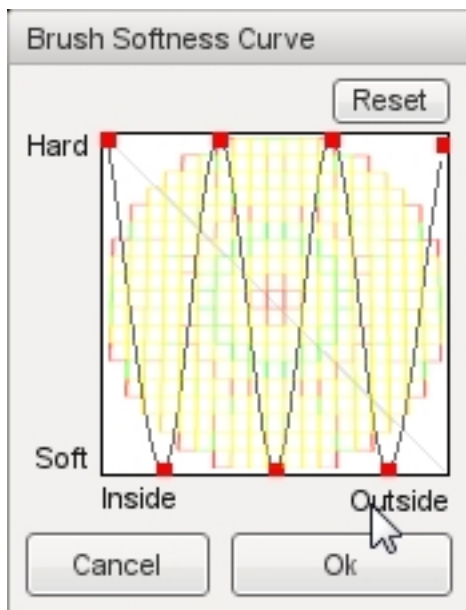 Brush Softness Curve
Reset
Hard
Soft
Inside Outside
Cancel Ok